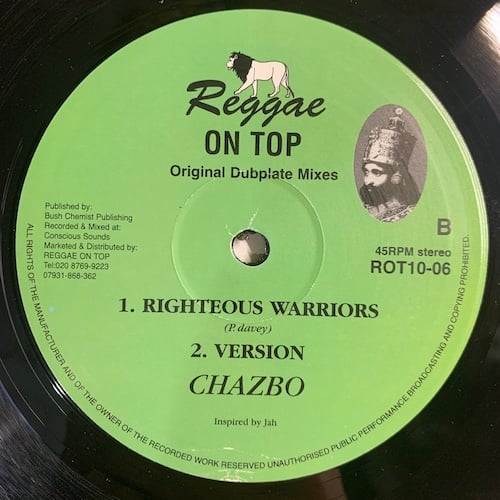 Reggae
ON TOP
Original Dubplate Mixes
Published by:
Bush Chemist Publishing
Recorded & Mixed at:
Conscious Sounds
Marketed & Distributed by:
REGGAE ON TOP
Tel:020 8769-9223
07931-868-362
B
45RPM stereo
ROT10-06
1. RIGHTEOUS WARRIORS
(P. davey)
2. VERSION
CHAZBO
Inspired by Jah
ALL RIGHTS OF THE MANUFACTURER AND OF THE OWNER OF THE RECORDED WORK RESERVED UNAUTHORISED PUBLIC PERFORMANCE BROADCASTING AND COPYING PROHIBITED.